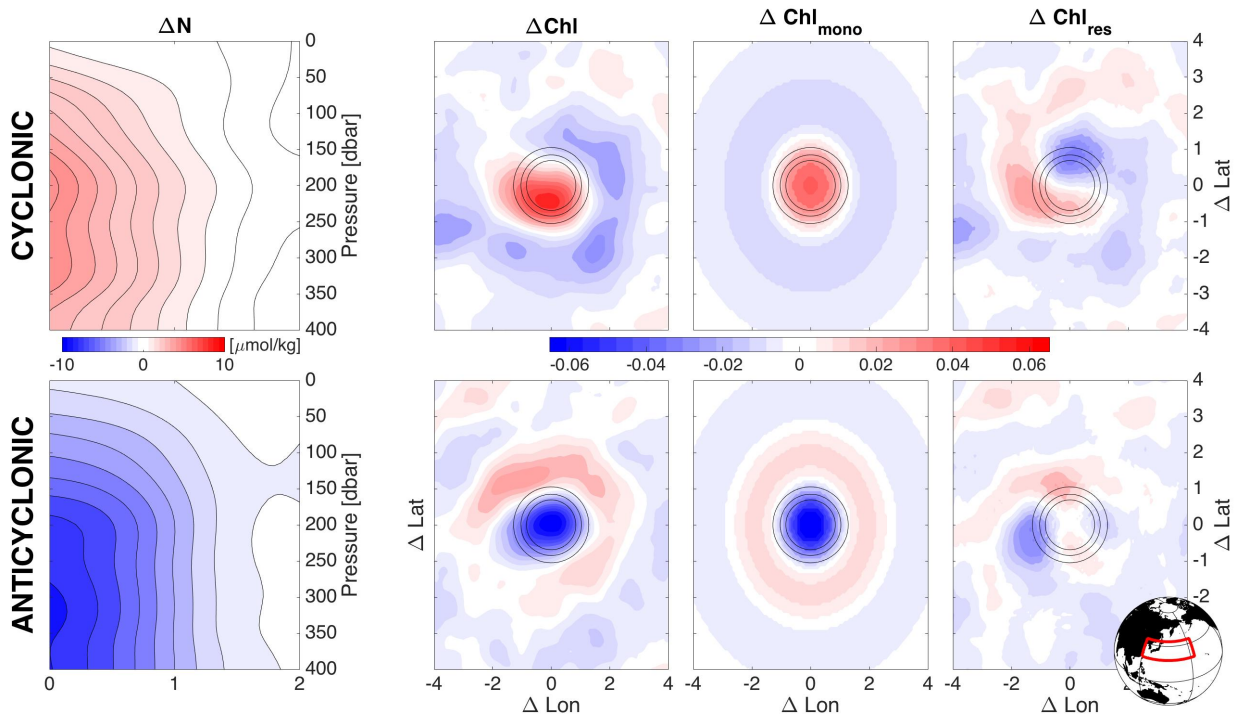 ΔN
ΔChl
Δ Chl_mono
Δ Chl_res
CYCLONIC
0
50
100
150
200
250
300
350
400
Pressure [dbar]
4
3
2
1
0
-1
-2
-3
-4
Δ Lat
-10 -5 0 5 10 [μmol/kg]
-0.06 -0.04 -0.02 0 0.02 0.04 0.06
ANTICYCLONIC
0
50
100
150
200
250
300
350
400
Pressure [dbar]
0 1 2
Δ Lat
4
3
2
1
0
-1
-2
Δ Lat
-4 -2 0 2 4
Δ Lon
-4 -2 0 2 4
Δ Lon
-4 -2 0 2
Δ Lon